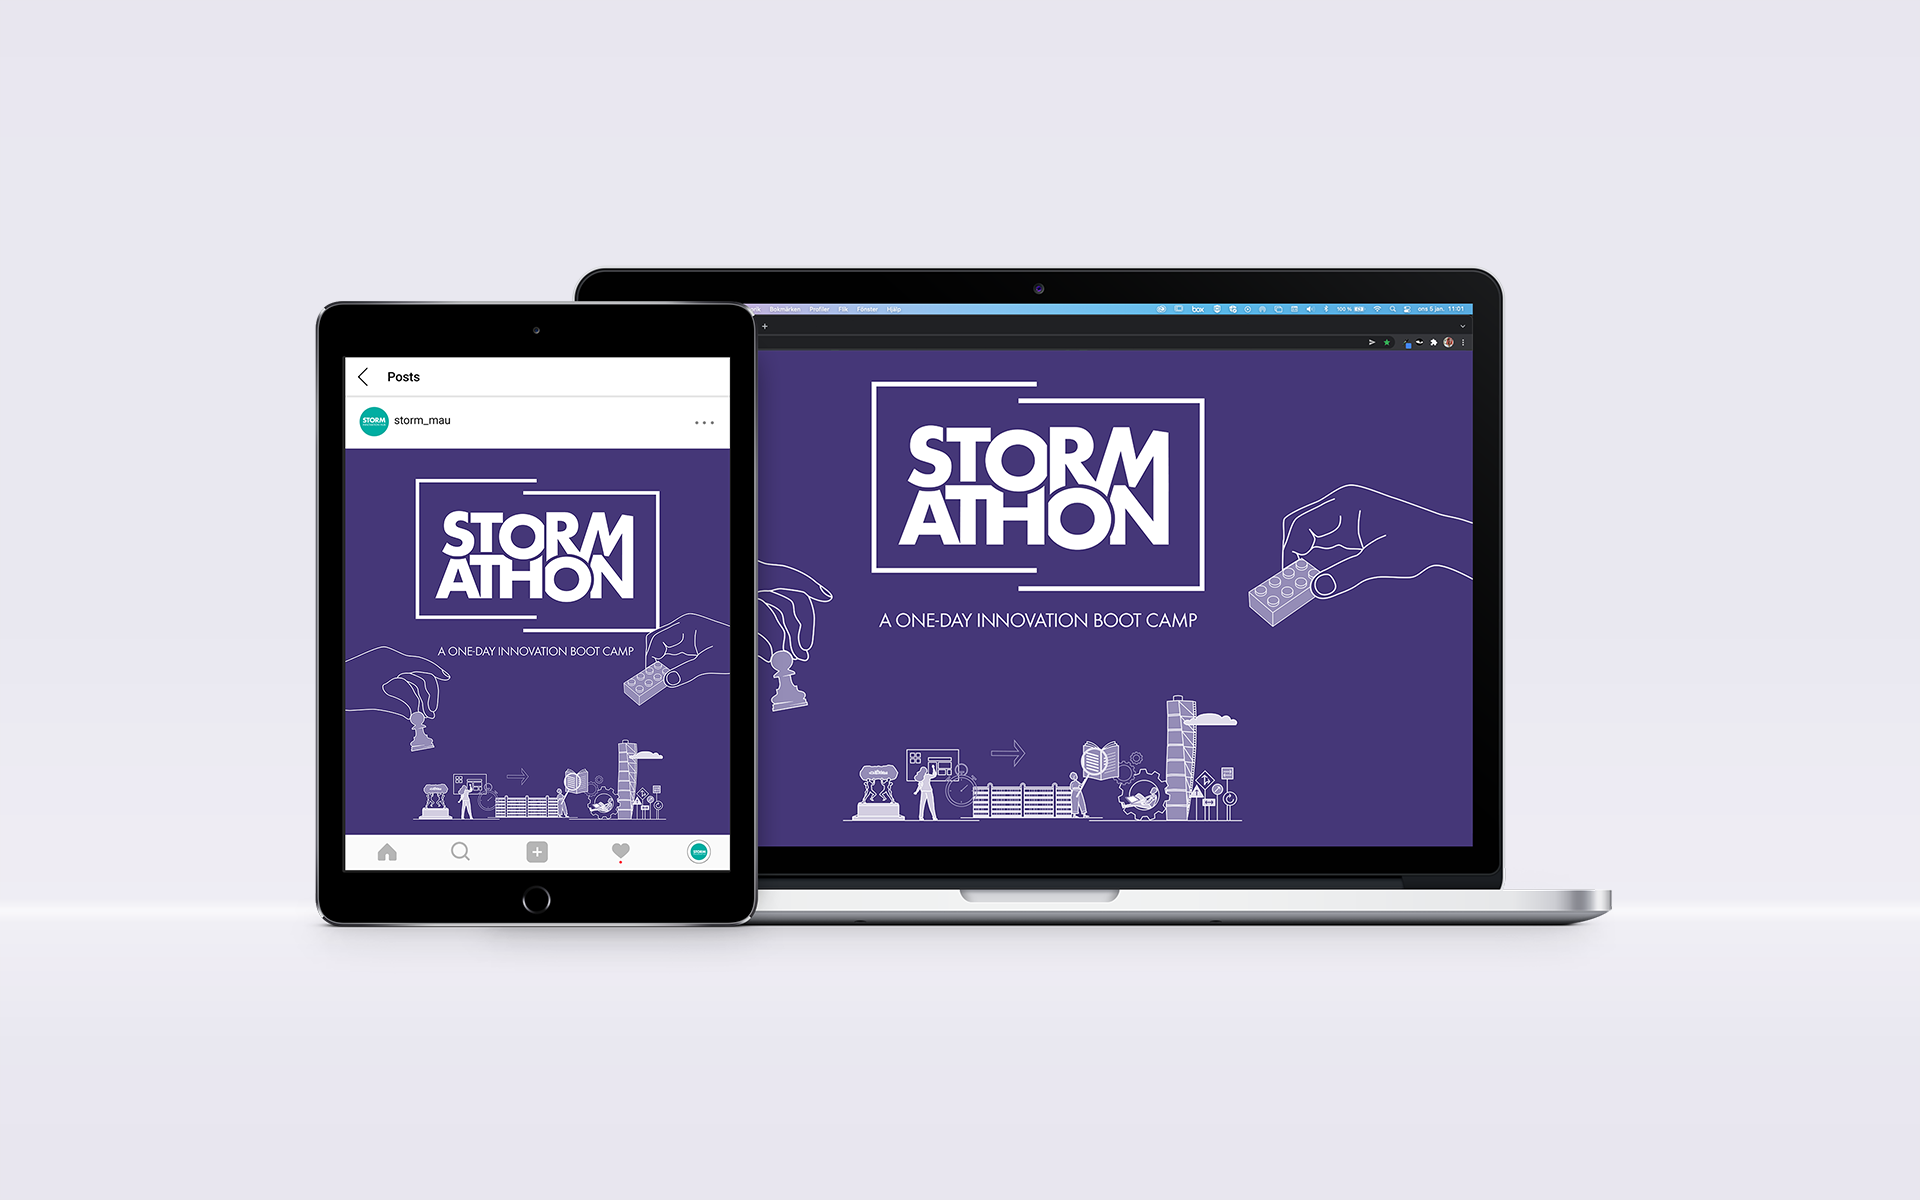 Posts
STORM
storm_mau
STORM
ATHON
A ONE-DAY INNOVATION BOOT CAMP
Bokmärken Profiler Flik Fönster Hjälp
box 100 % ons 5 jan. 11:01
STORM
ATHON
A ONE-DAY INNOVATION BOOT CAMP